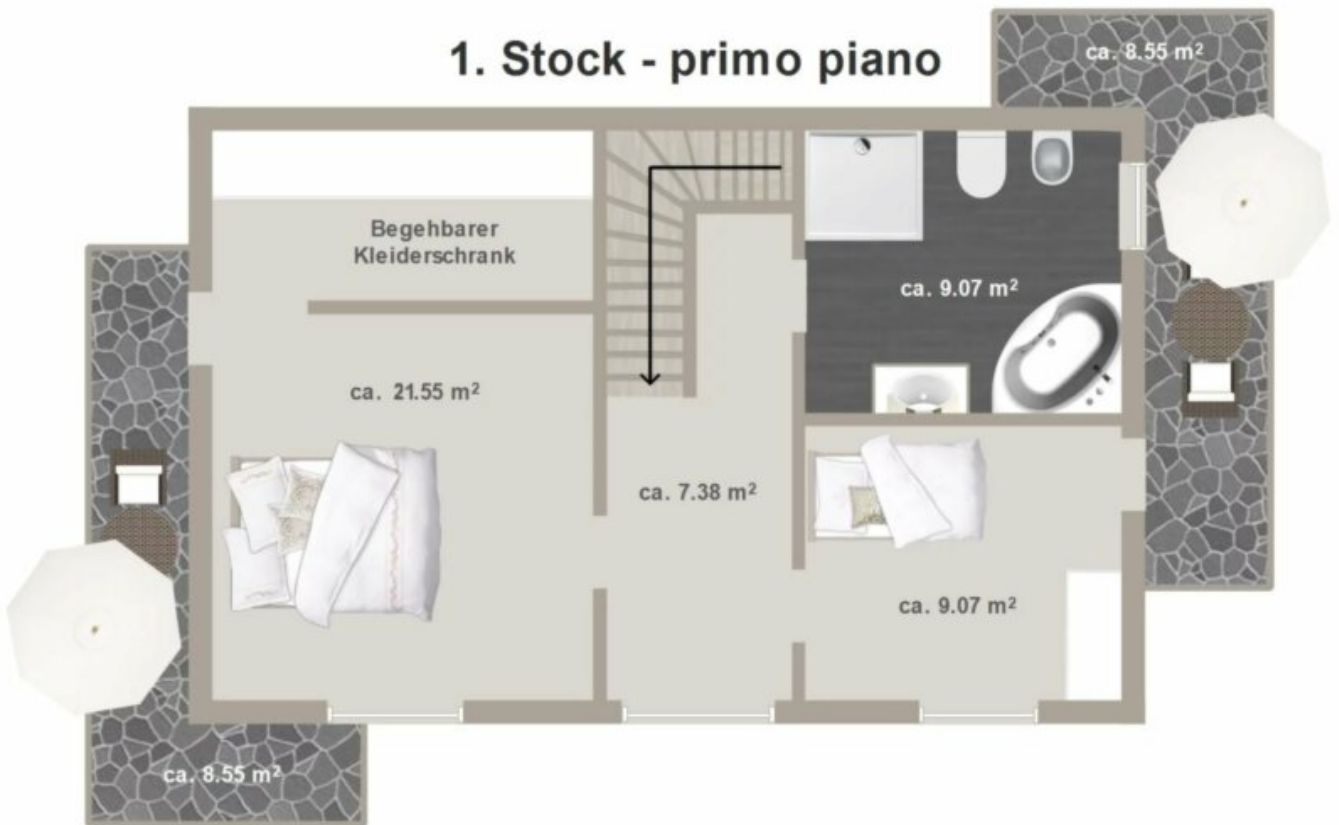 1. Stock - primo piano
ca. 8.55 m²
Begehbarer
Kleiderschrank
ca. 9.07 m²
ca. 21.55 m²
ca. 7.38 m²
ca. 9.07 m²
ca. 8.55 m²